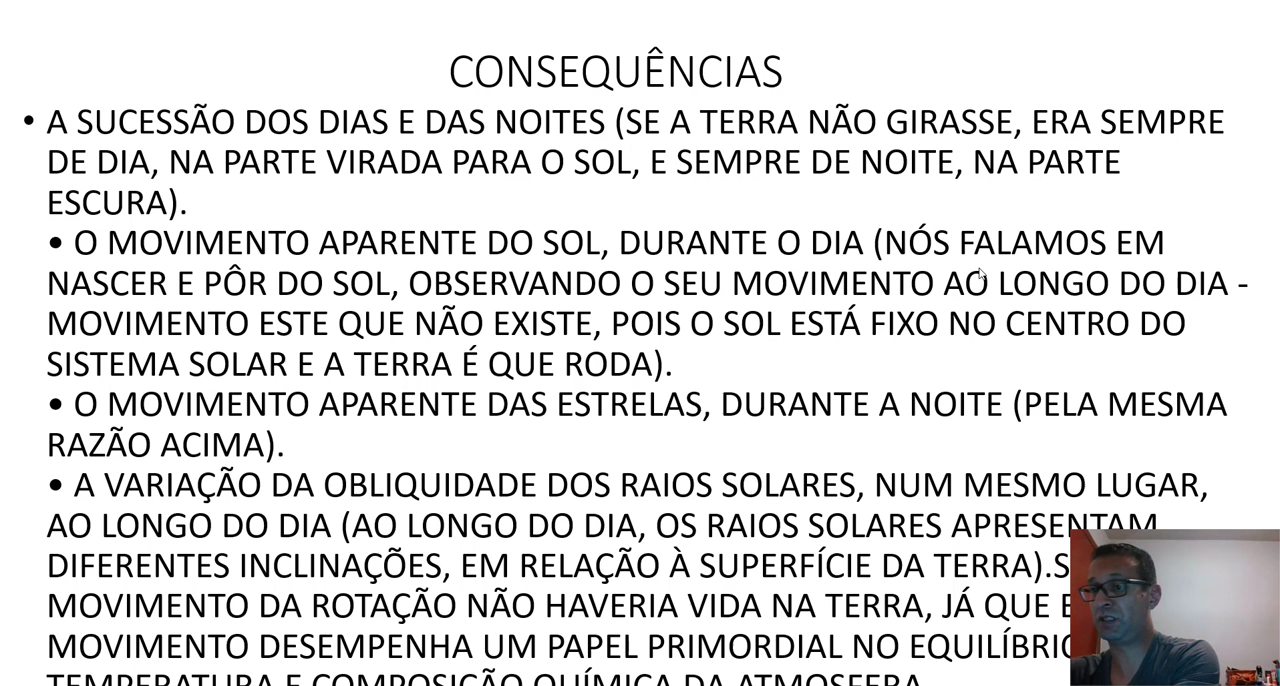 CONSEQUÊNCIAS
• A SUCESSÃO DOS DIAS E DAS NOITES (SE A TERRA NÃO GIRASSE, ERA SEMPRE
DE DIA, NA PARTE VIRADA PARA O SOL, E SEMPRE DE NOITE, NA PARTE
ESCURA).
• O MOVIMENTO APARENTE DO SOL, DURANTE O DIA (NÓS FALAMOS EM
NASCER E PÔR DO SOL, OBSERVANDO O SEU MOVIMENTO AO LONGO DO DIA -
MOVIMENTO ESTE QUE NÃO EXISTE, POIS O SOL ESTÁ FIXO NO CENTRO DO
SISTEMA SOLAR E A TERRA É QUE RODA).
• O MOVIMENTO APARENTE DAS ESTRELAS, DURANTE A NOITE (PELA MESMA
RAZÃO ACIMA).
• A VARIAÇÃO DA OBLIQUIDADE DOS RAIOS SOLARES, NUM MESMO LUGAR,
AO LONGO DO DIA (AO LONGO DO DIA, OS RAIOS SOLARES APRESENTAM
DIFERENTES INCLINAÇÕES, EM RELAÇÃO À SUPERFÍCIE DA TERRA).
MOVIMENTO DA ROTAÇÃO NÃO HAVERIA VIDA NA TERRA, JÁ QUE
MOVIMENTO DESEMPENHA UM PAPEL PRIMORDIAL NO
TEMPERATURA E COMPOSIÇÃO QUÍMICA DA ATMOSFERA